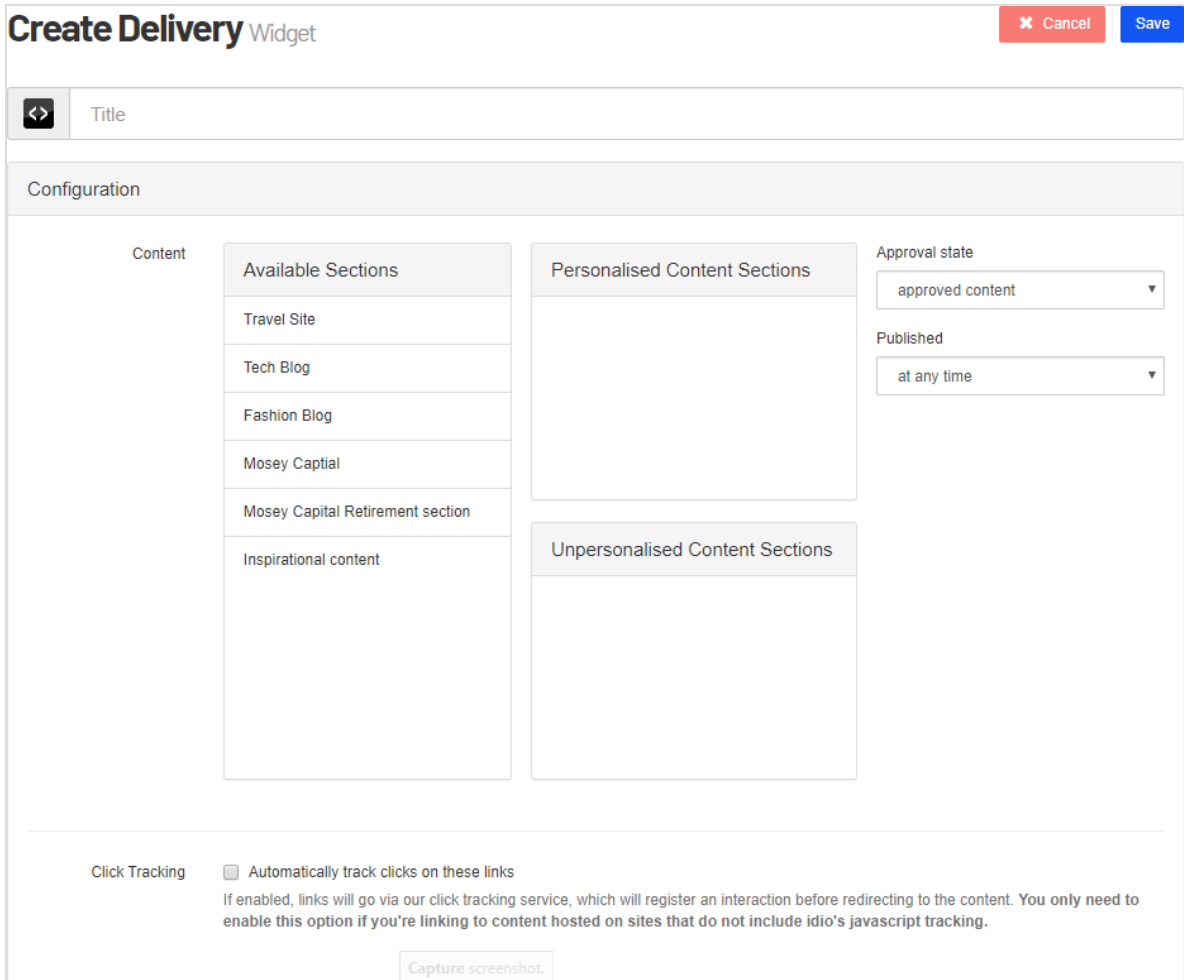 Create Delivery Widget
✖ Cancel
Save
Title
Configuration
Content
Available Sections
Travel Site
Tech Blog
Fashion Blog
Mosey Captial
Mosey Capital Retirement section
Inspirational content
Personalised Content Sections
Unpersonalised Content Sections
Approval state
approved content
Published
at any time
Click Tracking
Automatically track clicks on these links
If enabled, links will go via our click tracking service, which will register an interaction before redirecting to the content. You only need to
enable this option if you're linking to content hosted on sites that do not include idio's javascript tracking.
Capture screenshot.